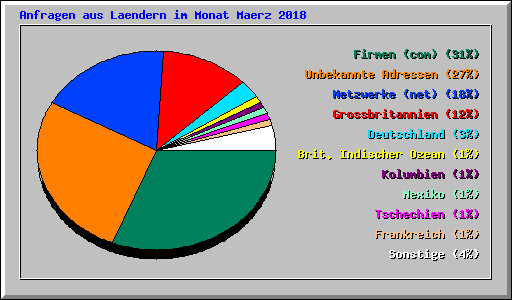 Anfragen aus Laendern im Monat Maerz 2018
Firmen (com) (31%)
Unbekannte Adressen (27%)
Netzwerke (net) (18%)
Grossbritannien (12%)
Deutschland (3%)
Brit. Indischer Ozean (1%)
Kolumbien (1%)
Mexiko (1%)
Tschechien (1%)
Frankreich (1%)
Sonstige (4%)